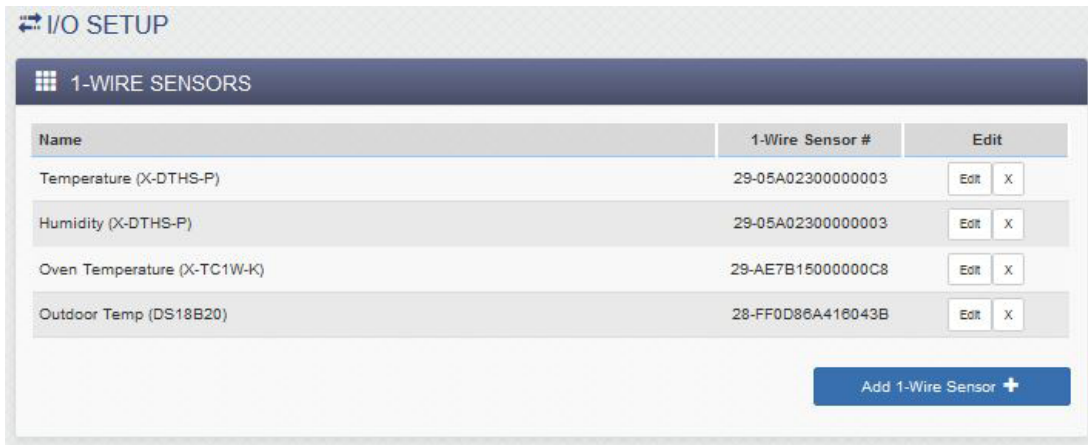 I/O SETUP
1-WIRE SENSORS
Name 1-Wire Sensor # Edit
Temperature (X-DTHS-P) 29-05A02300000003 Edit X
Humidity (X-DTHS-P) 29-05A02300000003 Edit X
Oven Temperature (X-TC1W-K) 29-AE7B15000000C8 Edit X
Outdoor Temp (DS18B20) 28-FF0D86A416043B Edit X
Add 1-Wire Sensor +